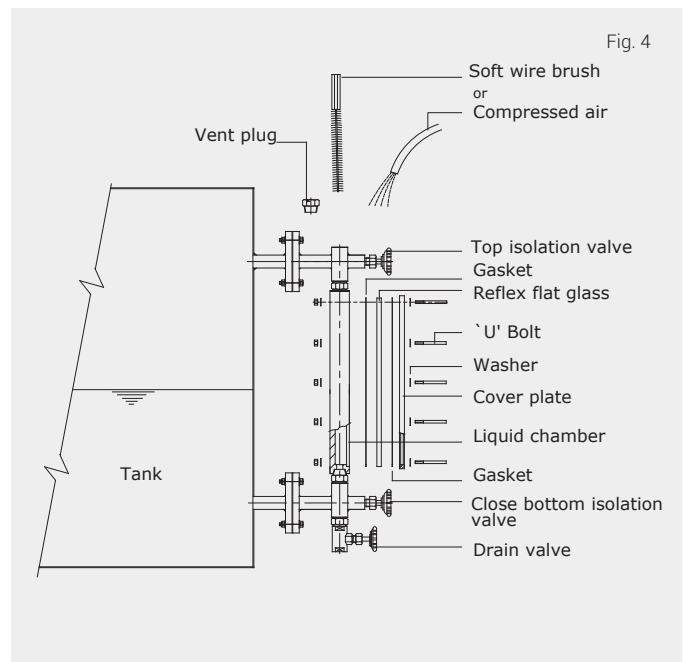 Fig. 4
Soft wire brush
or
Compressed air
Vent plug
Top isolation valve
Gasket
Reflex flat glass
`U' Bolt
Washer
Cover plate
Liquid chamber
Tank
Gasket
Close bottom isolation
valve
Drain valve